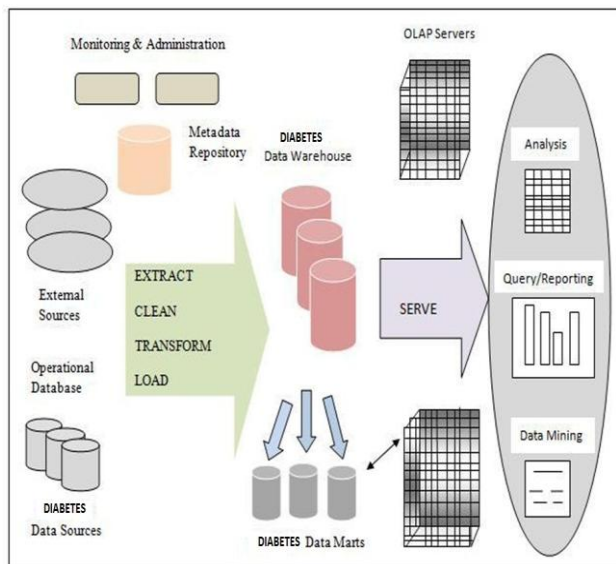 Monitoring & Administration
OLAP Servers
Metadata
Repository
DIABETES
Data Warehouse
Analysis
External
Sources
EXTRACT
CLEAN
TRANSFORM
LOAD
SERVE
Query/Reporting
Operational
Database
Data Mining
DIABETES
Data Sources
DIABETES Data Marts